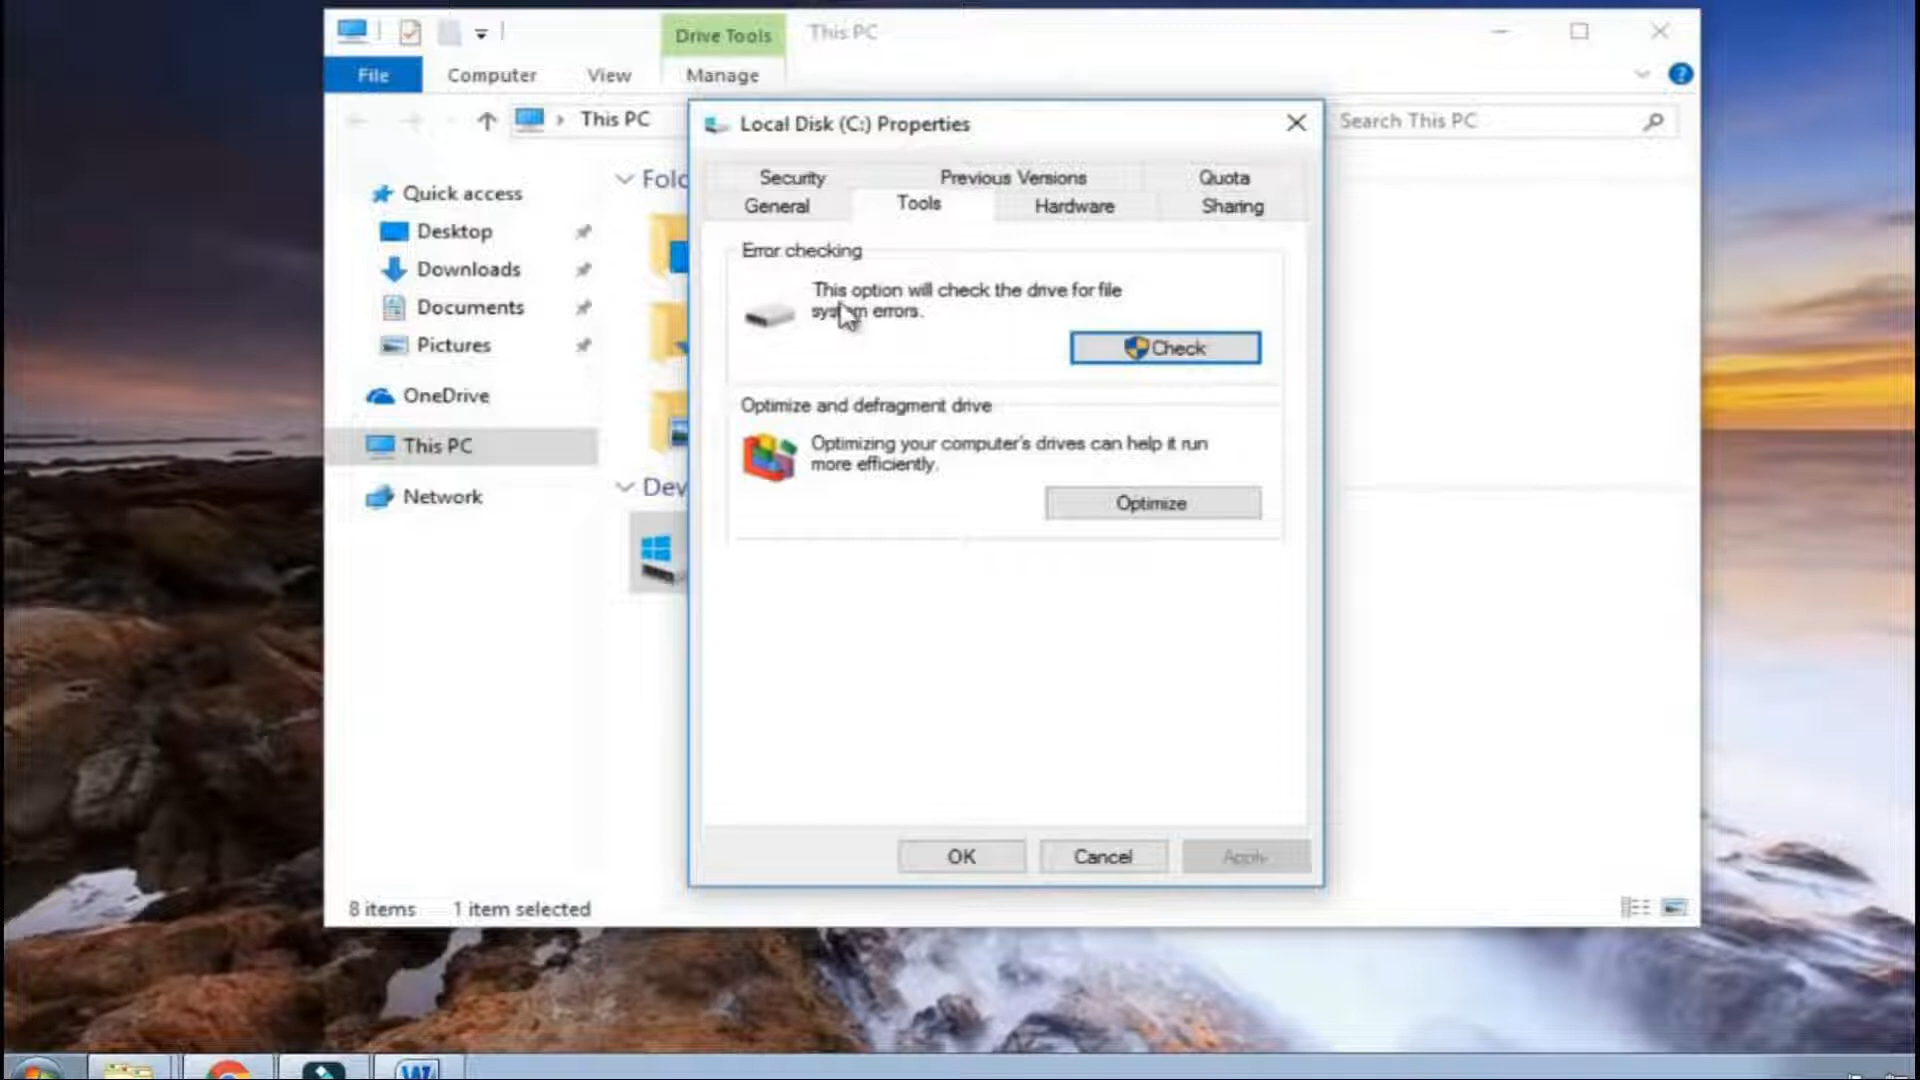 Drive Tools
This PC
File
Computer
View
Manage
This PC
Search This PC
Local Disk (C:) Properties
Security
Previous Versions
Quota
General
Tools
Hardware
Sharing
Quick access
Desktop
Downloads
Documents
Pictures
OneDrive
This PC
Network
Error checking
This option will check the drive for file
system errors.
Check
Optimize and defragment drive
Optimizing your computer's drives can help it run
more efficiently.
Optimize
OK
Cancel
Apply
8 items
1 item selected